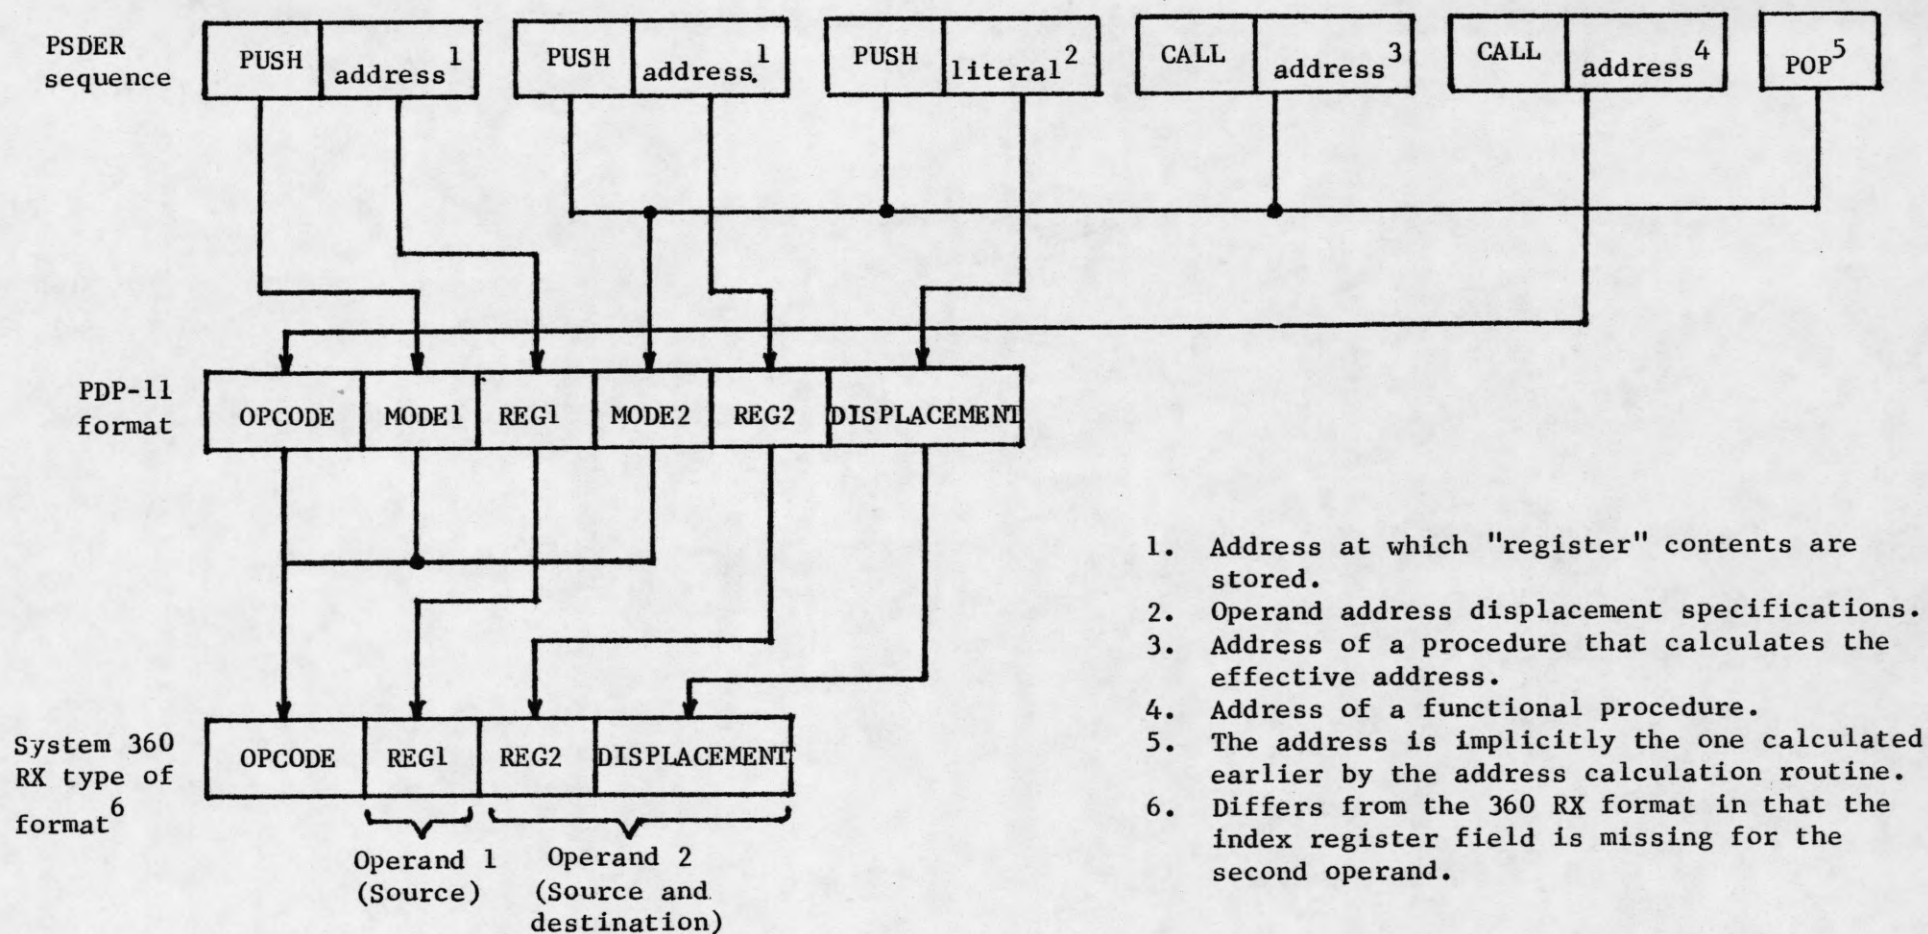 PSDER
sequence
PUSH address1 PUSH address.1 PUSH literal2 CALL address3 CALL address4 POP5
PDP-11
format
OPCODE MODE1 REG1 MODE2 REG2 DISPLACEMENT
System 360
RX type of
format6
OPCODE REG1 REG2 DISPLACEMENT
Operand 1
(Source)
Operand 2
(Source and
destination)
1. Address at which "register" contents are
stored.
2. Operand address displacement specifications.
3. Address of a procedure that calculates the
effective address.
4. Address of a functional procedure.
5. The address is implicitly the one calculated
earlier by the address calculation routine.
6. Differs from the 360 RX format in that the
index register field is missing for the
second operand.